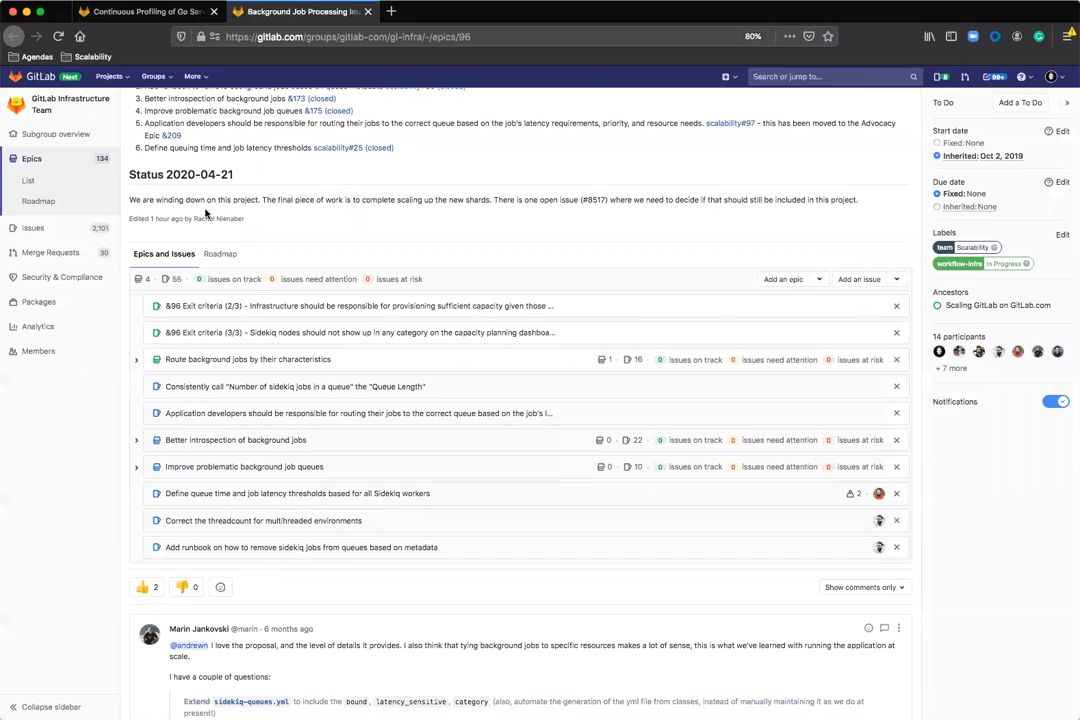 Continuous Profiling of Go Serv
Background Job Processing Im
https://gitlab.com/groups/gitlab-com/gl-infra/-/epics/96
80%
Agendas
Scalability
GitLab
Next
Projects
Groups
More
Search or jump to...
8
99+
GitLab Infrastructure
Team
Subgroup overview
Epics
134
List
Roadmap
Issues
2,101
Merge Requests
30
Security & Compliance
Packages
Analytics
Members
Collapse sidebar
3. Better introspection of background jobs &173 (closed)
4. Improve problematic background job queues &175 (closed)
5. Application developers should be responsible for routing their jobs to the correct queue based on the job's latency requirements, priority, and resource needs. scalability#97 - this has been moved to the Advocacy
Epic &209
6. Define queuing time and job latency thresholds scalability#25 (closed)
Status 2020-04-21
We are winding down on this project. The final piece of work is to complete scaling up the new shards. There is one open issue (#8517) where we need to decide if that should still be included in this project.
Edited 1 hour ago by Rachel Nienaber
Epics and Issues
Roadmap
4
55
0 issues on track
0 issues need attention
0 issues at risk
Add an epic
Add an issue
&96 Exit criteria (2/3) - Infrastructure should be responsible for provisioning sufficient capacity given those ...
&96 Exit criteria (3/3) - Sidekiq nodes should not show up in any category on the capacity planning dashboa...
Route background jobs by their characteristics
1
16
0 issues on track
0 issues need attention
0 issues at risk
Consistently call "Number of sidekiq jobs in a queue" the "Queue Length"
Application developers should be responsible for routing their jobs to the correct queue based on the job's l...
Better introspection of background jobs
0
22
0 issues on track
0 issues need attention
0 issues at risk
Improve problematic background job queues
0
10
0 issues on track
0 issues need attention
0 issues at risk
Define queue time and job latency thresholds based for all Sidekiq workers
2
Correct the threadcount for multihreaded environments
Add runbook on how to remove sidekiq jobs from queues based on metadata
2
0
Show comments only
Marin Jankovski @marin · 6 months ago
@andrewn I love the proposal, and the level of details it provides. I also think that tying background jobs to specific resources makes a lot of sense, this is what we've learned with running the application at
scale.
I have a couple of questions:
Extend sidekiq-queues.yml to include the bound, latency_sensitive, category (also, automate the generation of the yml file from classes, instead of manually maintaining it as we do at
present!)
To Do
Add a To Do
Start date
Edit
Fixed: None
Inherited: Oct 2, 2019
Due date
Edit
Fixed: None
Inherited: None
Labels
Edit
team Scalability
workflow-infra In Progress
Ancestors
Scaling GitLab on GitLab.com
14 participants
+ 7 more
Notifications